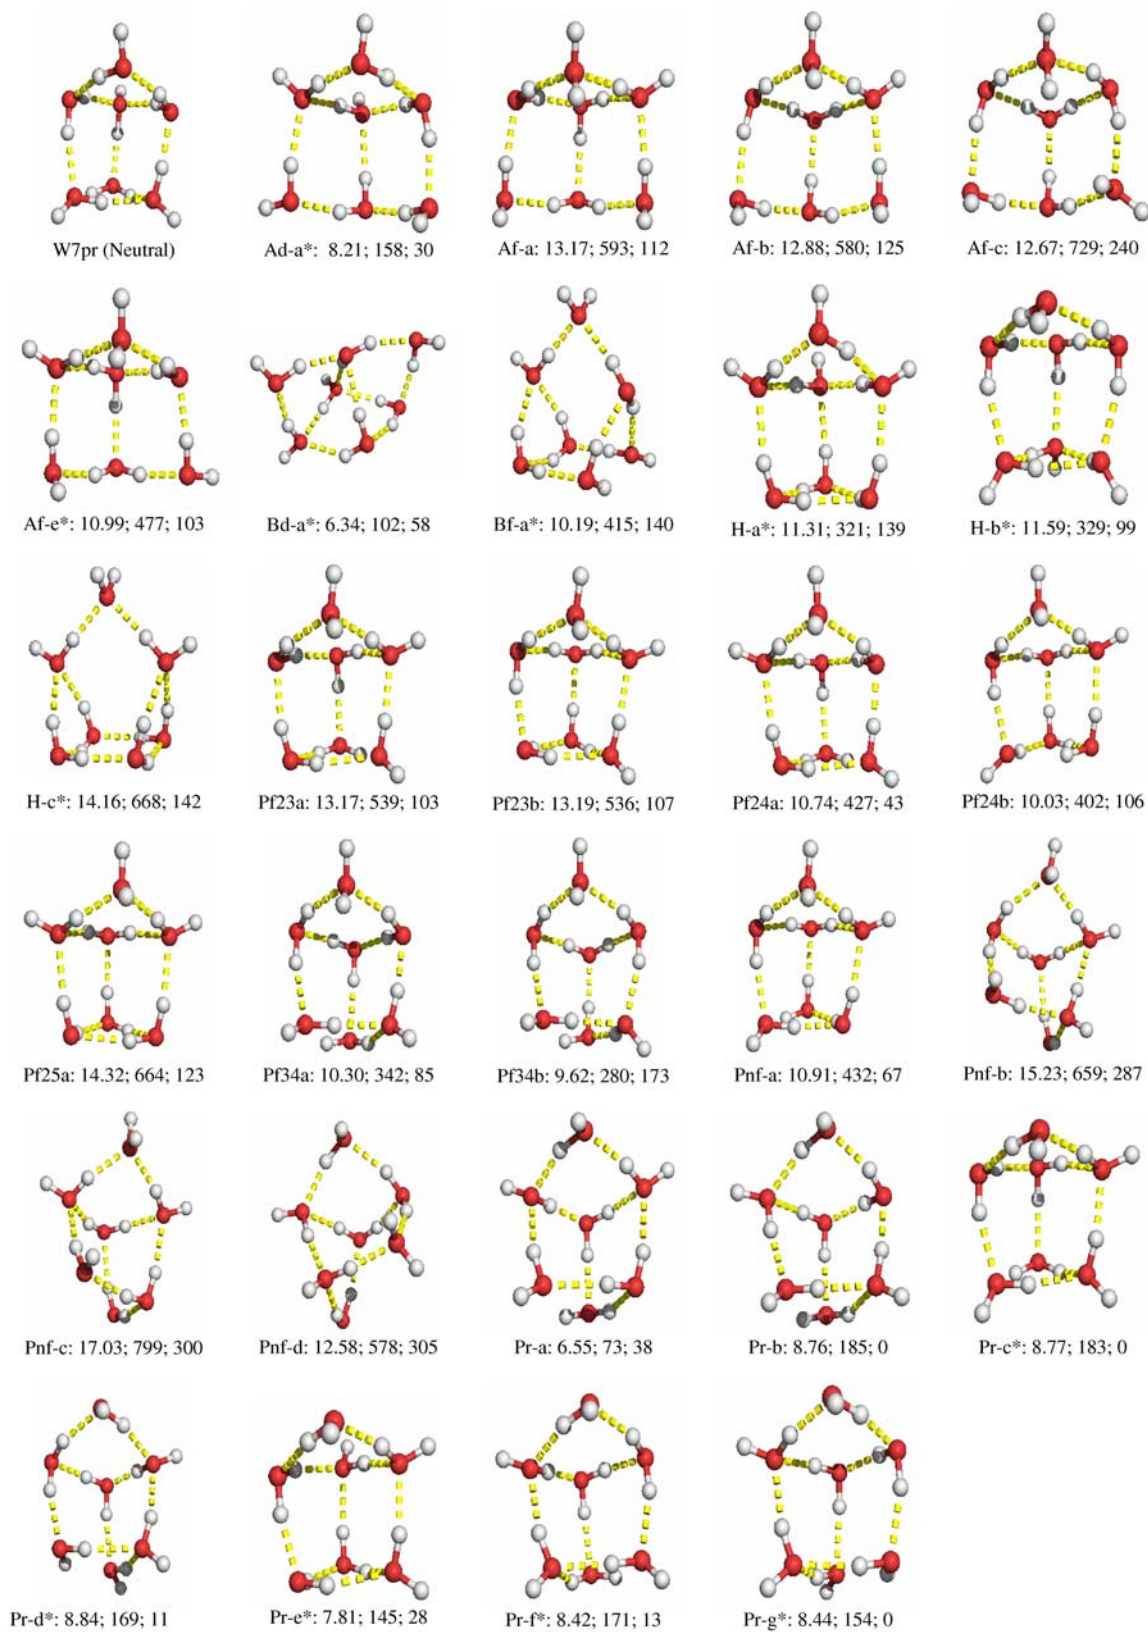 W7pr (Neutral)
Ad-a*: 8.21; 158; 30
Af-a: 13.17; 593; 112
Af-b: 12.88; 580; 125
Af-c: 12.67; 729; 240
Af-e*: 10.99; 477; 103
Bd-a*: 6.34; 102; 58
Bf-a*: 10.19; 415; 140
H-a*: 11.31; 321; 139
H-b*: 11.59; 329; 99
H-c*: 14.16; 668; 142
Pf23a: 13.17; 539; 103
Pf23b: 13.19; 536; 107
Pf24a: 10.74; 427; 43
Pf24b: 10.03; 402; 106
Pf25a: 14.32; 664; 123
Pf34a: 10.30; 342; 85
Pf34b: 9.62; 280; 173
Pnf-a: 10.91; 432; 67
Pnf-b: 15.23; 659; 287
Pnf-c: 17.03; 799; 300
Pnf-d: 12.58; 578; 305
Pr-a: 6.55; 73; 38
Pr-b: 8.76; 185; 0
Pr-c*: 8.77; 183; 0
Pr-d*: 8.84; 169; 11
Pr-e*: 7.81; 145; 28
Pr-f*: 8.42; 171; 13
Pr-g*: 8.44; 154; 0